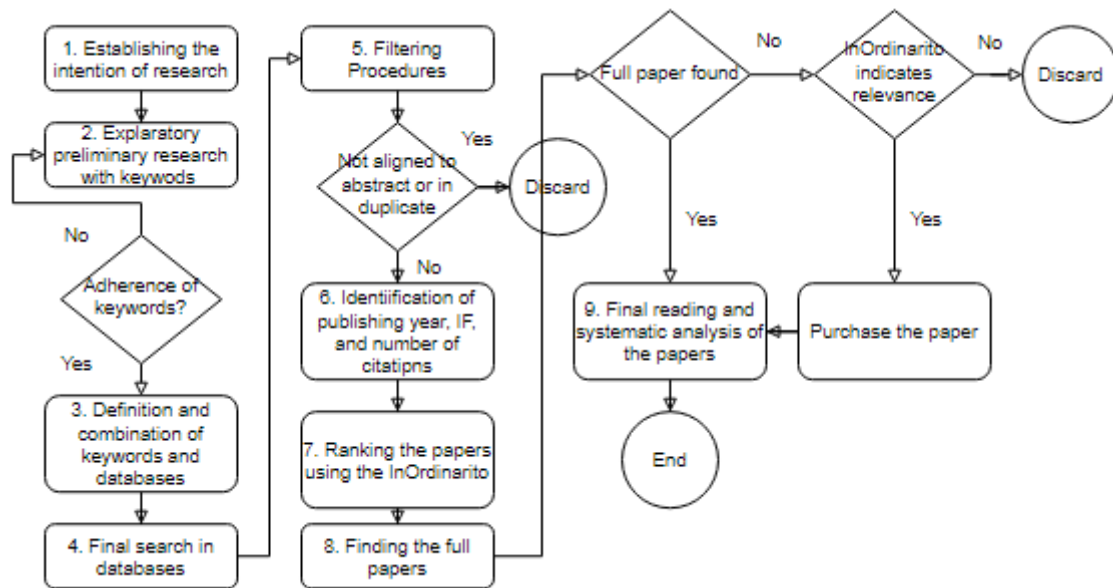 1. Establishing the
intention of research
2. Explaratory
preliminary research
with keywods
No
Adherence of
keywords?
Yes
3. Definition and
combination of
keywords and
databases
4. Final search in
databases
5. Filtering
Procedures
Yes
Not aligned to
abstract or in
duplicate
Discard
No
6. Identiification of
publishing year, IF,
and number of
citatipns
7. Ranking the papers
using the InOrdinarito
8. Finding the full
papers
Full paper found
No
InOrdinarito
indicates
relevance
No
Discard
Yes
Yes
9. Final reading and
systematic analysis of
the papers
Purchase the paper
End